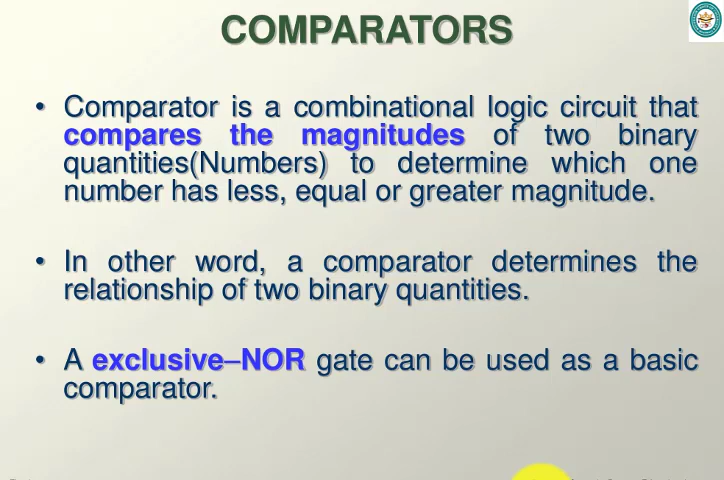 COMPARATORS
• Comparator is a combinational logic circuit that
compares the magnitudes of two binary
quantities(Numbers) to determine which one
number has less, equal or greater magnitude.
• In other word, a comparator determines the
relationship of two binary quantities.
• A exclusive–NOR gate can be used as a basic
comparator.